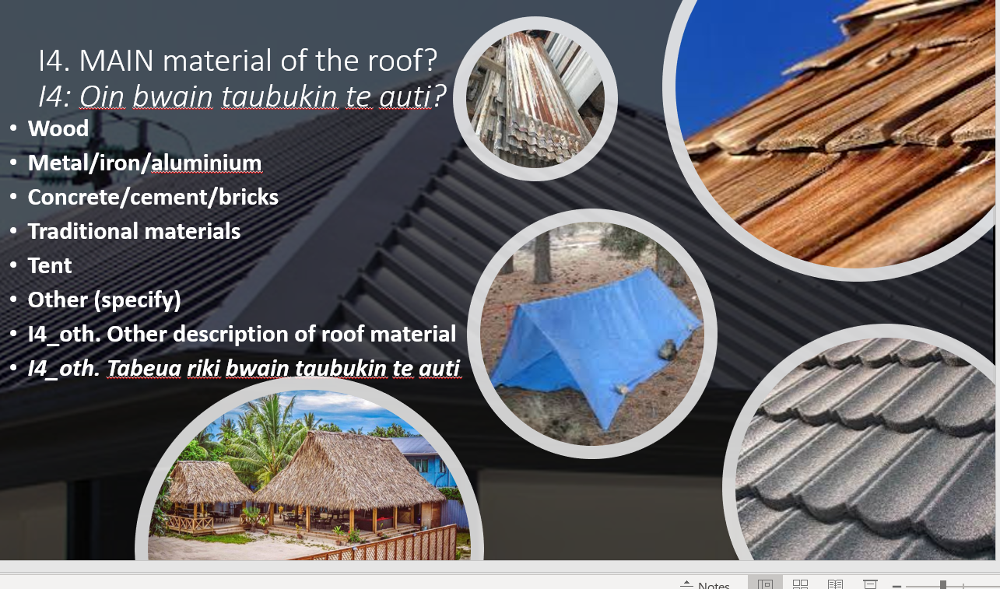 I4. MAIN material of the roof?
I4: Oin bwain taubukin te auti?
• Wood
• Metal/iron/aluminium
• Concrete/cement/bricks
• Traditional materials
• Tent
• Other (specify)
• I4_oth. Other description of roof material
• I4_oth. Tabeua riki bwain taubukin te auti
Notes